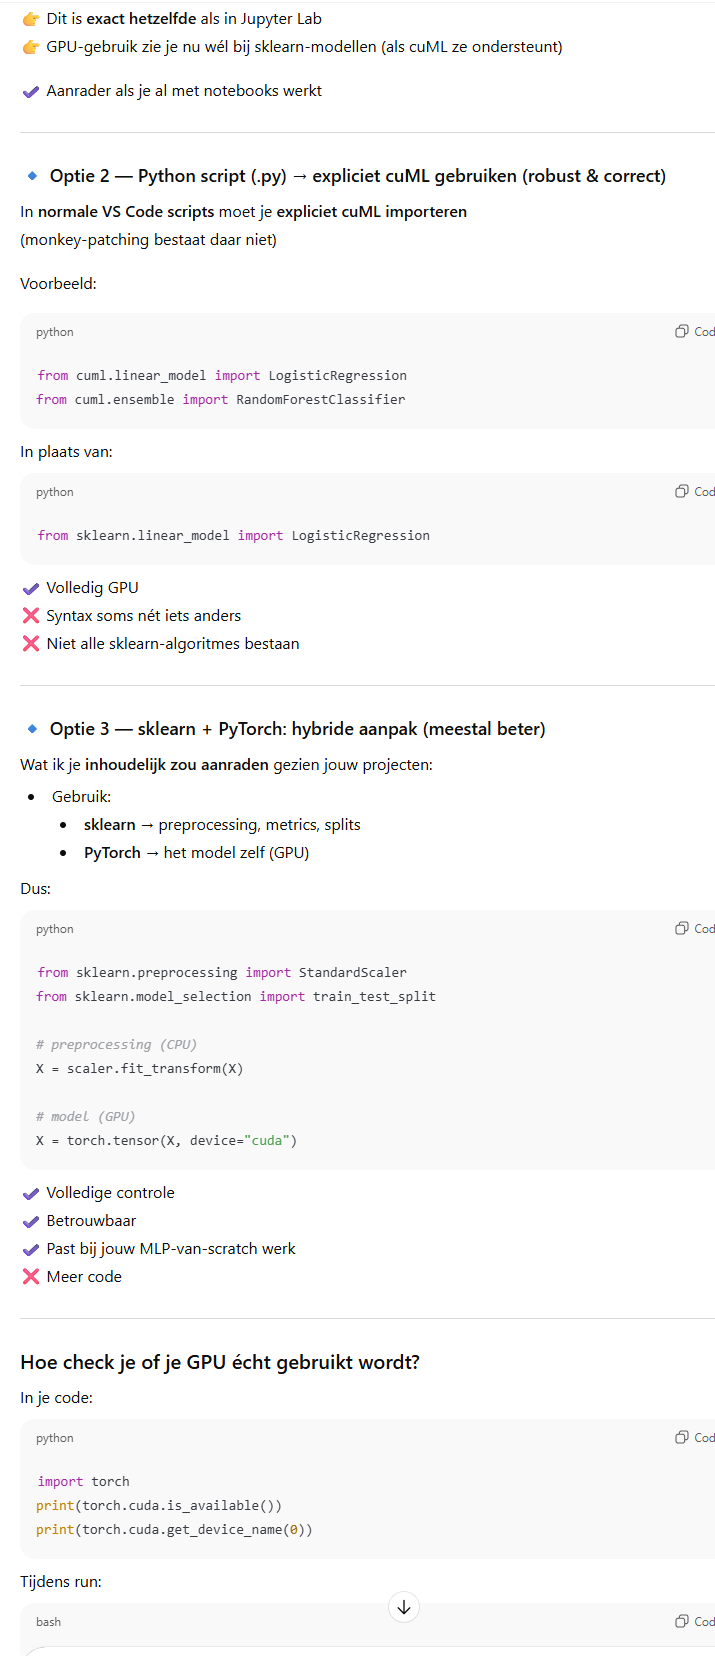 👉 Dit is exact hetzelfde als in Jupyter Lab
👉 GPU-gebruik zie je nu wél bij sklearn-modellen (als cuML ze ondersteunt)
✔ Aanrader als je al met notebooks werkt
🔹 Optie 2 — Python script (.py) → expliciet cuML gebruiken (robust & correct)
In normale VS Code scripts moet je expliciet cuML importeren
(monkey-patching bestaat daar niet)
Voorbeeld:
python
Cod
from cuml.linear_model import LogisticRegression
from cuml.ensemble import RandomForestClassifier
In plaats van:
python
Cod
from sklearn.linear_model import LogisticRegression
✔ Volledig GPU
❌ Syntax soms nét iets anders
❌ Niet alle sklearn-algoritmes bestaan
🔹 Optie 3 — sklearn + PyTorch: hybride aanpak (meestal beter)
Wat ik je inhoudelijk zou aanraden gezien jouw projecten:
• Gebruik:
• sklearn → preprocessing, metrics, splits
• PyTorch → het model zelf (GPU)
Dus:
python
Cod
from sklearn.preprocessing import StandardScaler
from sklearn.model_selection import train_test_split
# preprocessing (CPU)
X = scaler.fit_transform(X)
# model (GPU)
X = torch.tensor(X, device="cuda")
✔ Volledige controle
✔ Betrouwbaar
✔ Past bij jouw MLP-van-scratch werk
❌ Meer code
Hoe check je of je GPU écht gebruikt wordt?
In je code:
python
Cod
import torch
print(torch.cuda.is_available())
print(torch.cuda.get_device_name(0))
Tijdens run:
bash
Cod